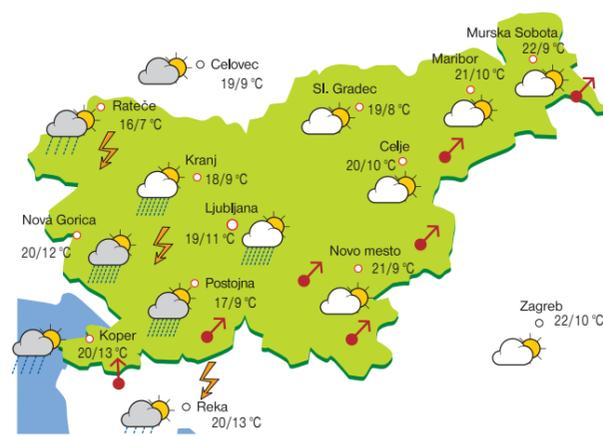 Murska Sobota
22/9 °C
Celovec
19/9 °C
Maribor
21/10 °C
Sl. Gradec
19/8 °C
Rateče
16/7 °C
Celje
20/10 °C
Kranj
18/9 °C
Ljubljana
19/11 °C
Nova Gorica
20/12 °C
Novo mesto
21/9 °C
Postojna
17/9 °C
Zagreb
22/10 °C
Koper
20/13 °C
Reka
20/13 °C